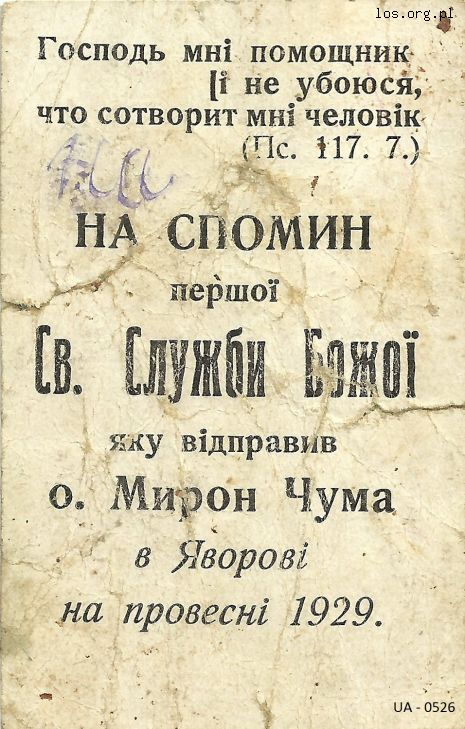 los.org.pl
Господь мні помощник
[і не убоюся,
что сотворит мні человік
(Пс. 117. 7.)
НА СПОМИН
першої
Св. Служби Божої
яку відправив
о. Мирон Чума
в Яворові
на провесні 1929.
UA - 0526